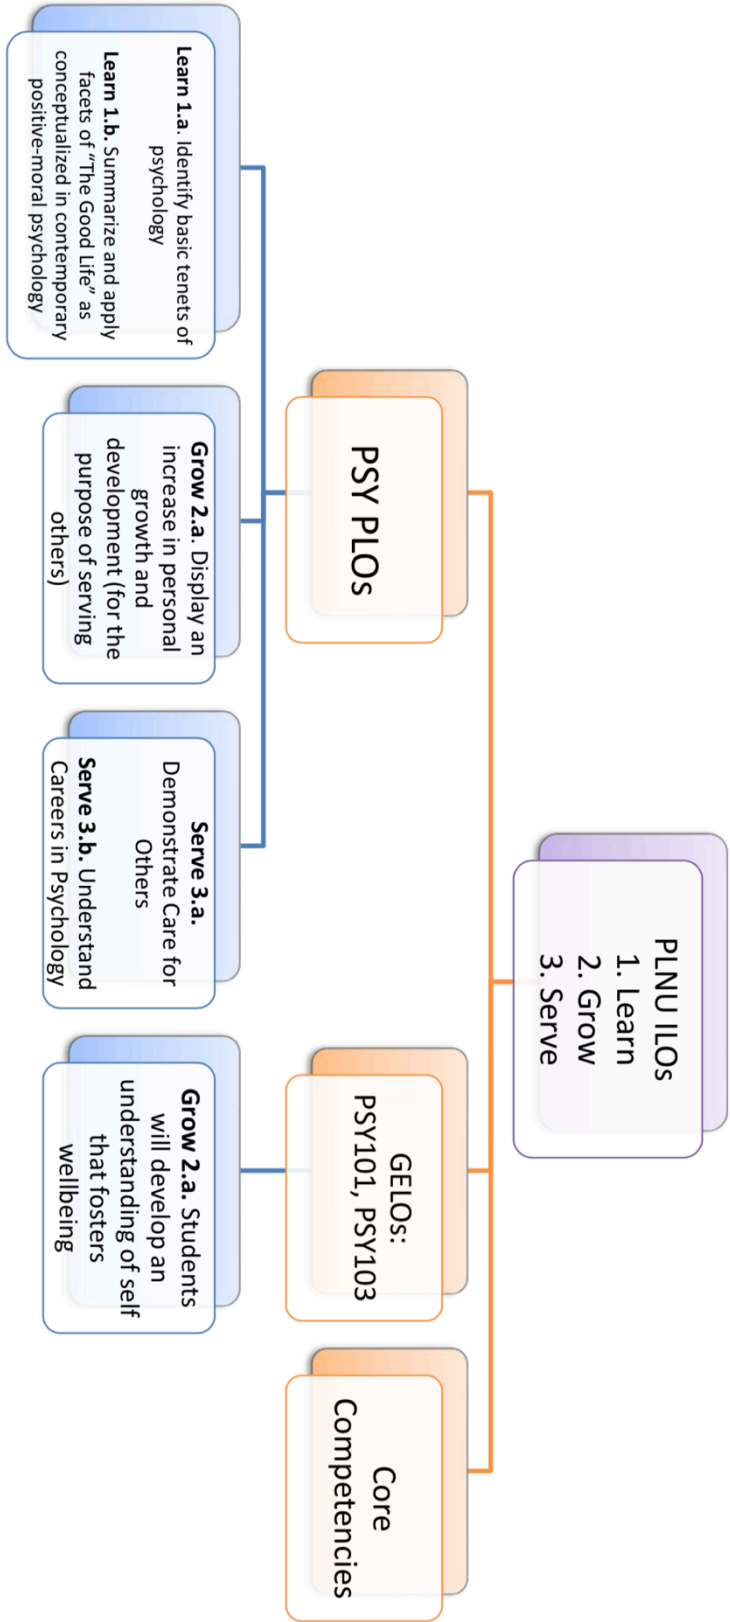 PLNU ILOs
1. Learn
2. Grow
3. Serve
PSY PLOs
GELOs:
PSY101, PSY103
Core
Competencies
Learn 1.a. Identify basic tenets of
psychology
Learn 1.b. Summarize and apply
facets of “The Good Life” as
conceptualized in contemporary
positive-moral psychology
Grow 2.a. Display an
increase in personal
growth and
development (for the
purpose of serving
others)
Serve 3.a.
Demonstrate Care for
Others
Serve 3.b. Understand
Careers in Psychology
Grow 2.a. Students
will develop an
understanding of self
that fosters
wellbeing